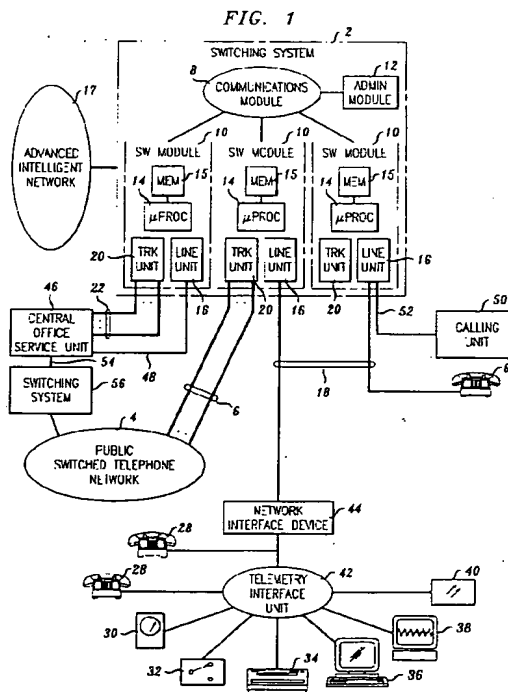 FIG. 1
2
SWITCHING SYSTEM
8
COMMUNICATIONS
MODULE
12
ADMIN
MODULE
17
ADVANCED
INTELLIGENT
NETWORK
10
SW MODULE
MEM
15
14
μPROC
TRK
UNIT
LINE
UNIT
20
16
10
SW MODULE
MEM
15
14
μPROC
TRK
UNIT
LINE
UNIT
20
16
10
SW MODULE
MEM
15
14
μPROC
TRK
UNIT
LINE
UNIT
20
16
46
22
CENTRAL
OFFICE
SERVICE UNIT
48
54
56
SWITCHING
SYSTEM
4
PUBLIC
SWITCHED TELEPHONE
NETWORK
6
18
52
50
CALLING
UNIT
NETWORK
INTERFACE DEVICE
44
28
28
TELEMETRY
INTERFACE
UNIT
42
40
30
32
34
36
38